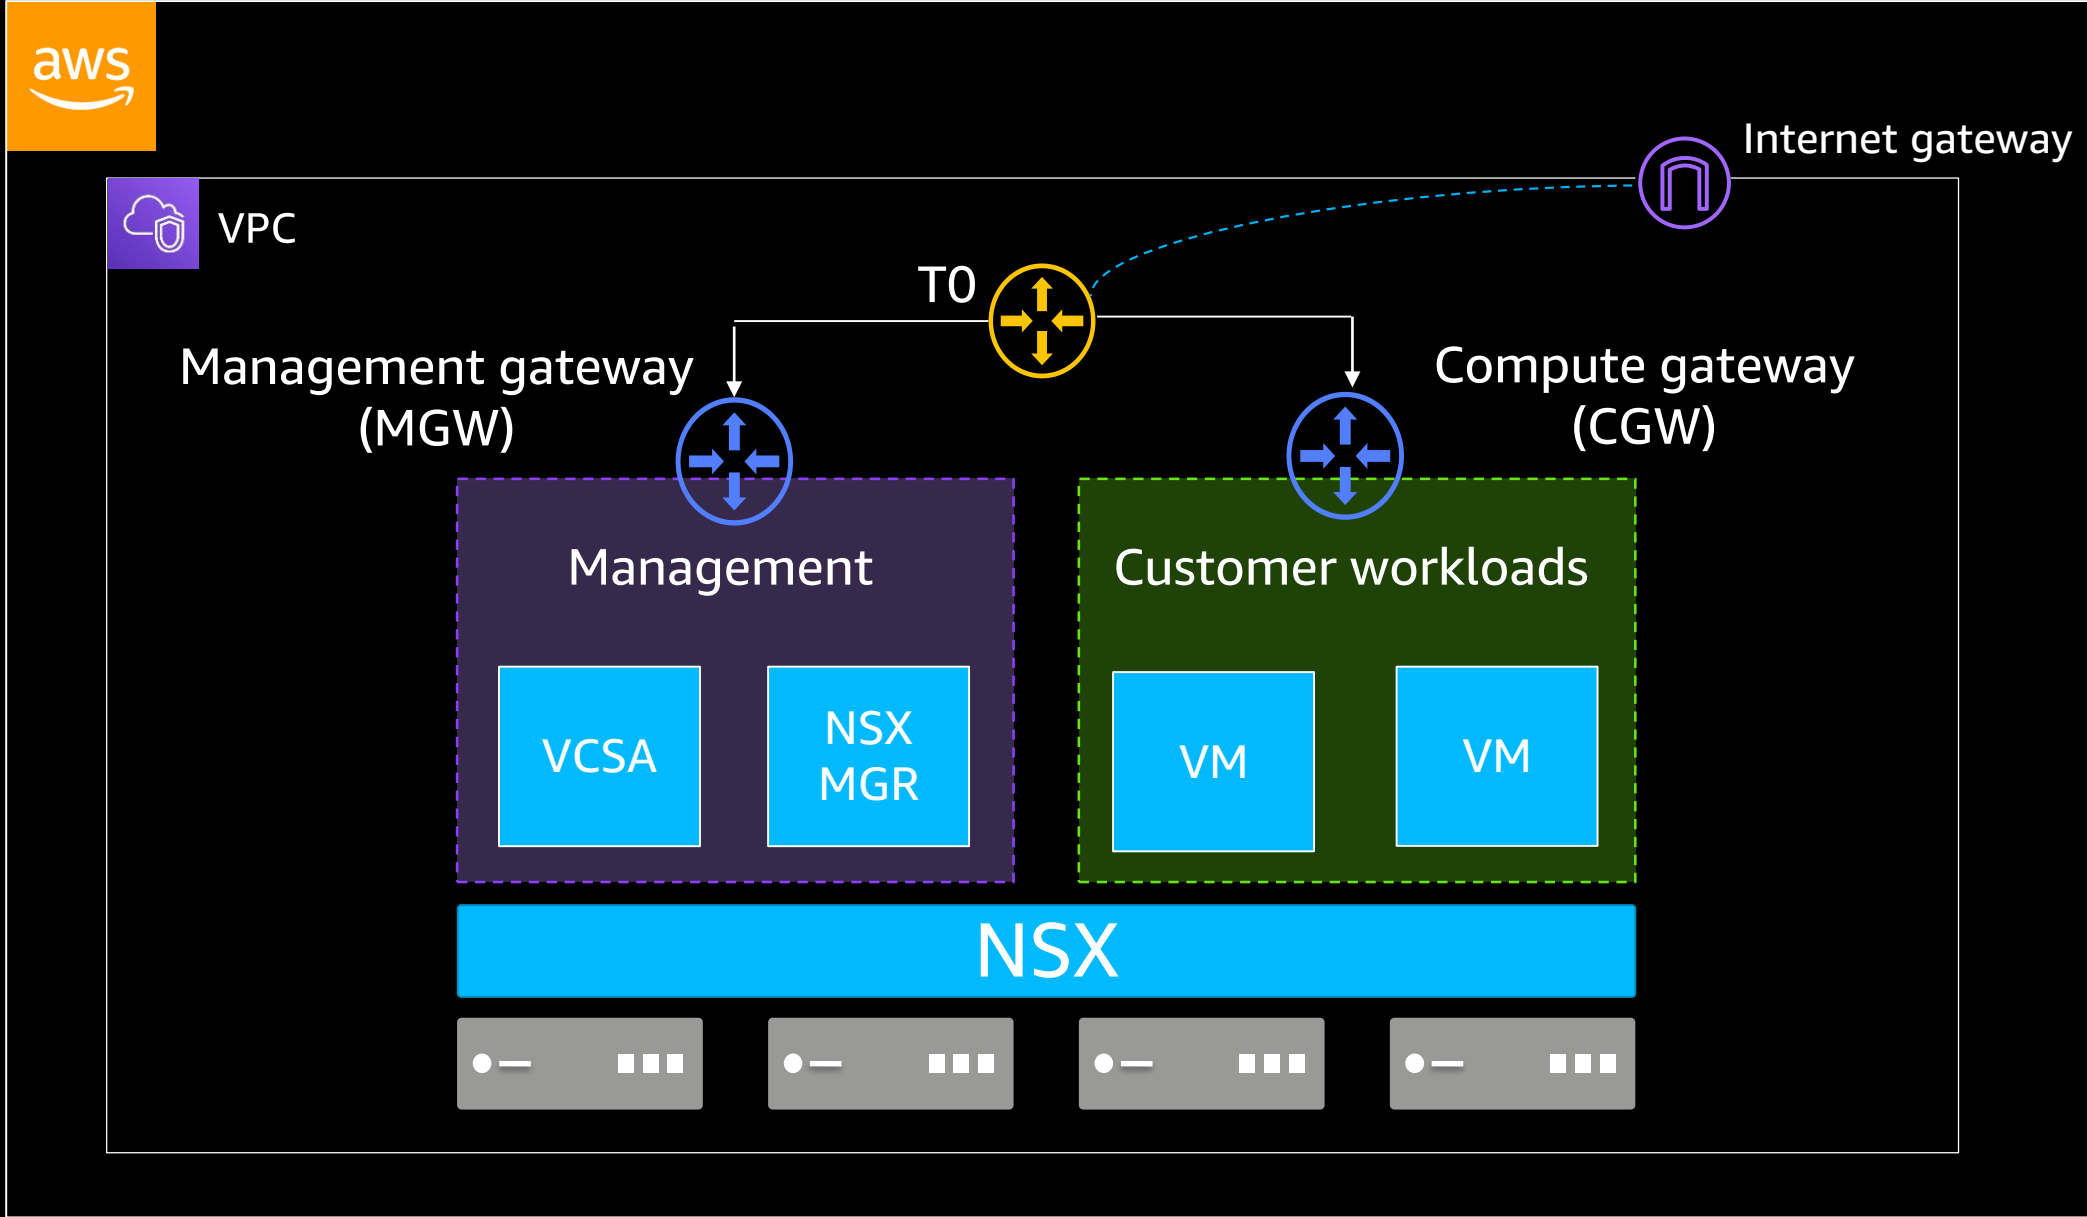 aws
Internet gateway
VPC
T0
Management gateway
(MGW)
Compute gateway
(CGW)
Management
Customer workloads
VCSA
NSX
MGR
VM
VM
NSX